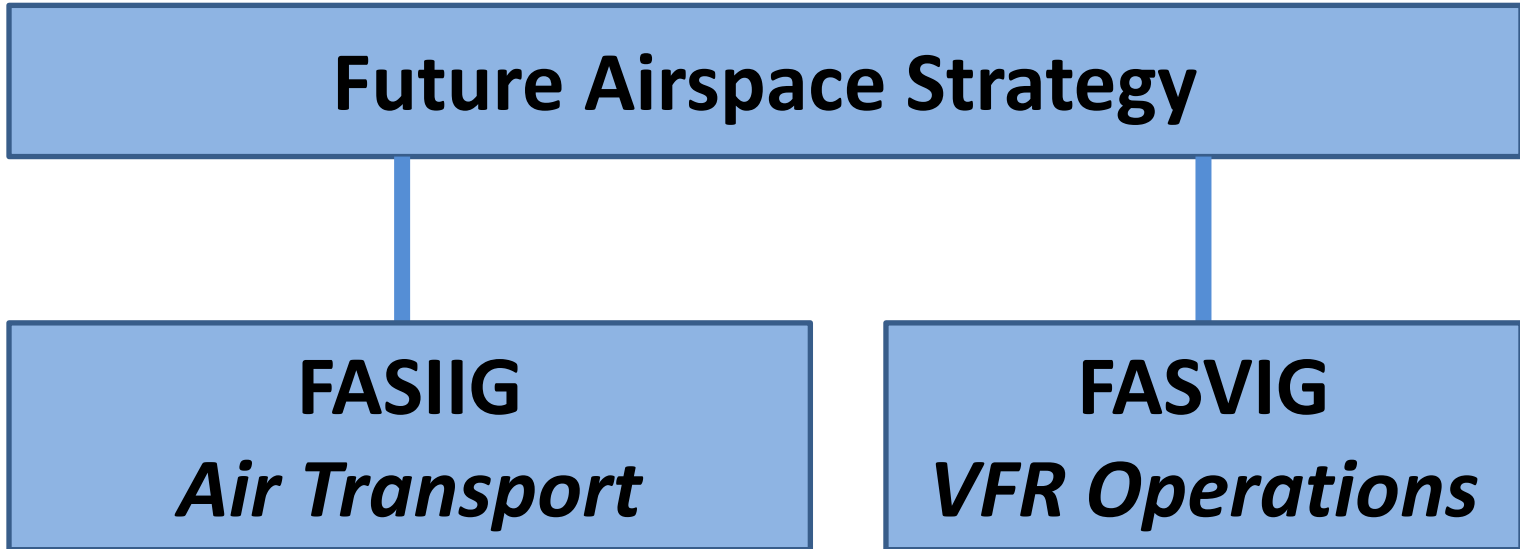 Future Airspace Strategy
FASIIG
Air Transport
FASVIG
VFR Operations